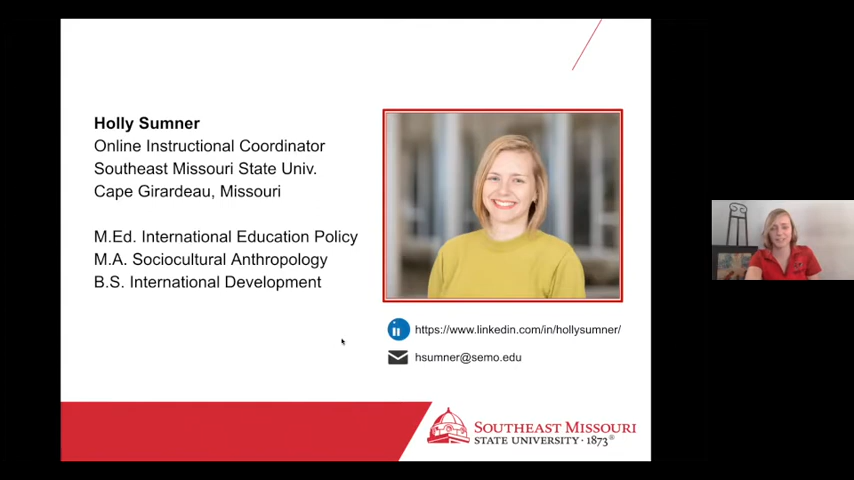 Holly Sumner
Online Instructional Coordinator
Southeast Missouri State Univ.
Cape Girardeau, Missouri
M.Ed. International Education Policy
M.A. Sociocultural Anthropology
B.S. International Development
in
https://www.linkedin.com/in/hollysumner/
hsumner@semo.edu
SOUTHEAST MISSOURI
STATE UNIVERSITY · 1873®